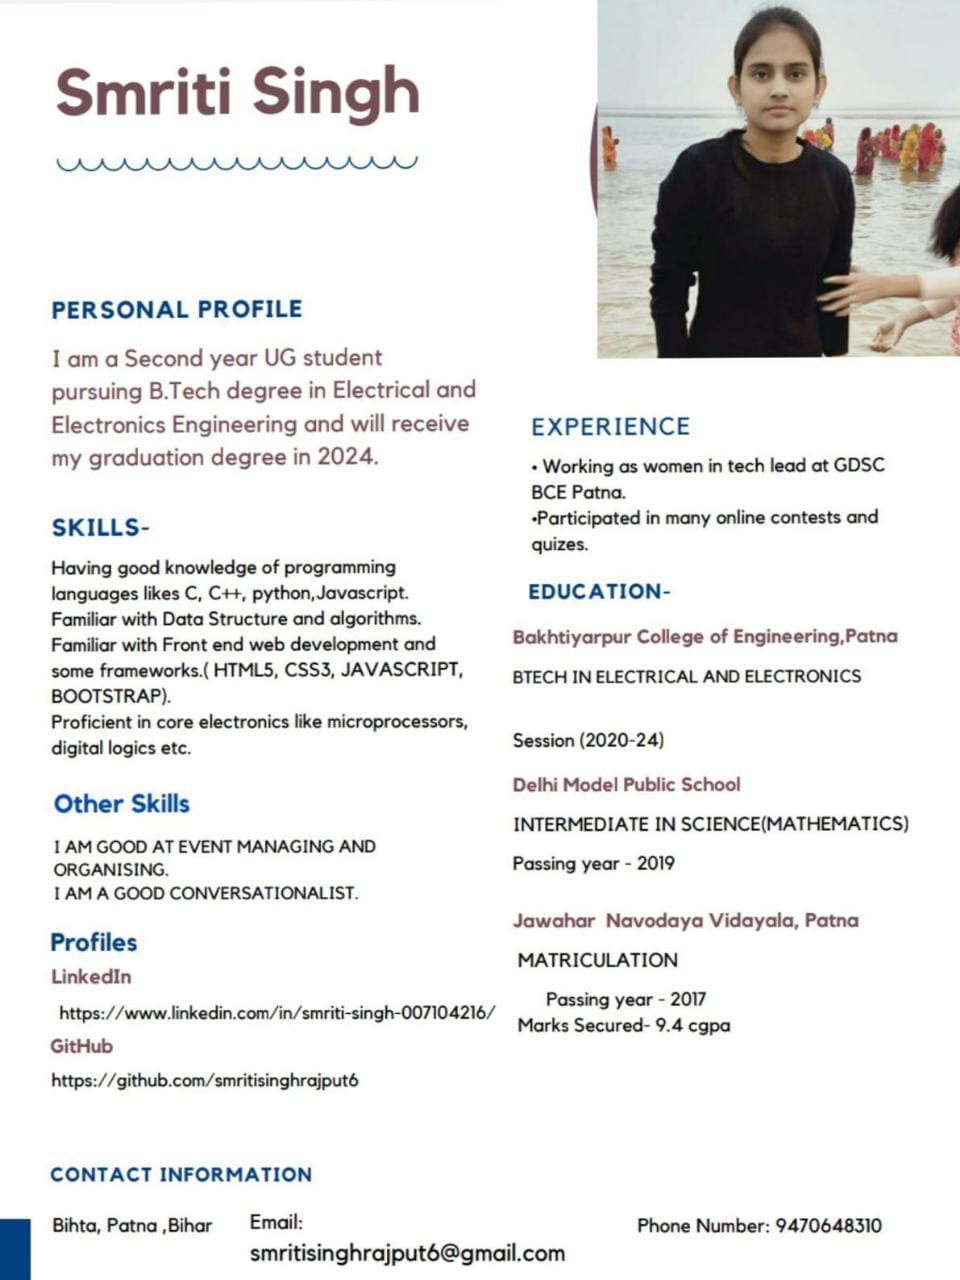 Smriti Singh
PERSONAL PROFILE
I am a Second year UG student
pursuing B.Tech degree in Electrical and
Electronics Engineering and will receive
my graduation degree in 2024.
SKILLS-
Having good knowledge of programming
languages likes C, C++, python,Javascript.
Familiar with Data Structure and algorithms.
Familiar with Front end web development and
some frameworks.( HTML5, CSS3, JAVASCRIPT,
BOOTSTRAP).
Proficient in core electronics like microprocessors,
digital logics etc.
Other Skills
I AM GOOD AT EVENT MANAGING AND
ORGANISING.
I AM A GOOD CONVERSATIONALIST.
Profiles
LinkedIn
https://www.linkedin.com/in/smriti-singh-007104216/
GitHub
https://github.com/smritisinghrajput6
EXPERIENCE
• Working as women in tech lead at GDSC
BCE Patna.
•Participated in many online contests and
quizes.
EDUCATION-
Bakhtiyarpur College of Engineering,Patna
BTECH IN ELECTRICAL AND ELECTRONICS
Session (2020-24)
Delhi Model Public School
INTERMEDIATE IN SCIENCE(MATHEMATICS)
Passing year - 2019
Jawahar Navodaya Vidayala, Patna
MATRICULATION
Passing year - 2017
Marks Secured- 9.4 cgpa
CONTACT INFORMATION
Bihta, Patna ,Bihar
Email:
smritisinghrajput6@gmail.com
Phone Number: 9470648310